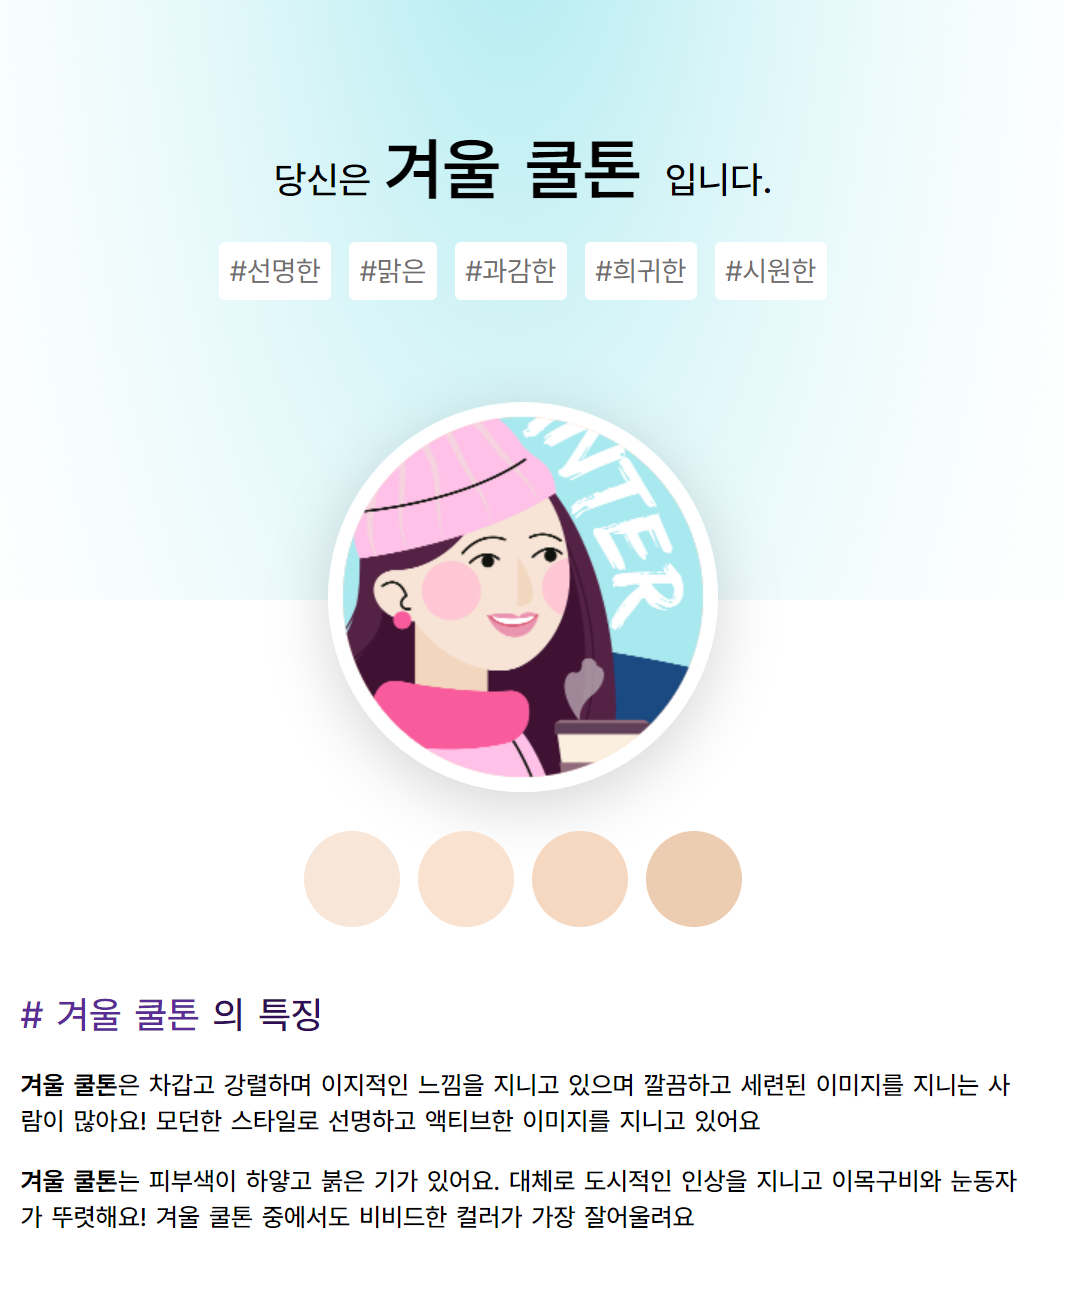 당신은 겨울 쿨톤 입니다.
#선명한 #맑은 #과감한 #희귀한 #시원한
INTER
# 겨울 쿨톤 의 특징
겨울 쿨톤은 차갑고 강렬하며 이지적인 느낌을 지니고 있으며 깔끔하고 세련된 이미지를 지니는 사
람이 많아요! 모던한 스타일로 선명하고 액티브한 이미지를 지니고 있어요
겨울 쿨톤는 피부색이 하얗고 붉은 기가 있어요. 대체로 도시적인 인상을 지니고 이목구비와 눈동자
가 뚜렷해요! 겨울 쿨톤 중에서도 비비드한 컬러가 가장 잘어울려요